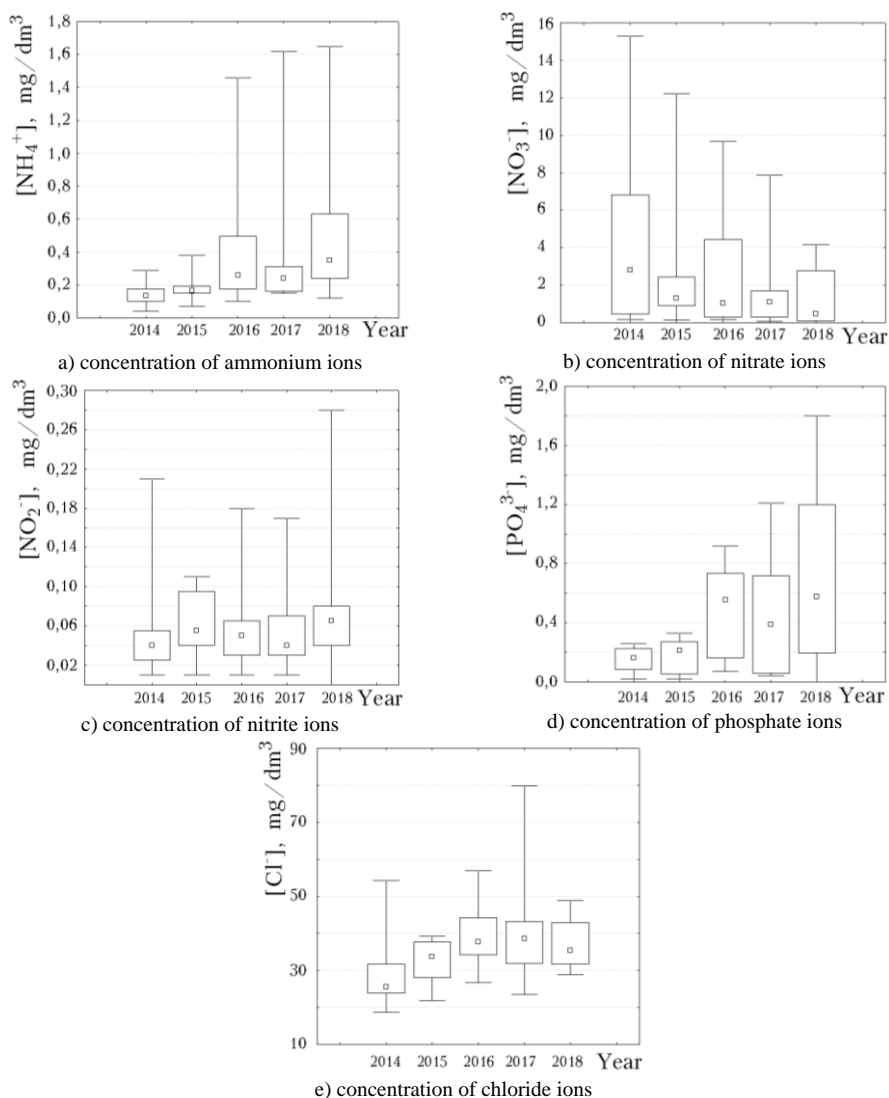 [NH₄⁺], mg/dm³
1,8
1,6
1,4
1,2
1,0
0,8
0,6
0,4
0,2
0,0
2014 2015 2016 2017 2018 Year
a) concentration of ammonium ions
[NO₃⁻], mg/dm³
16
14
12
10
8
6
4
2
0
2014 2015 2016 2017 2018 Year
b) concentration of nitrate ions
[NO₂⁻], mg/dm³
0,30
0,26
0,22
0,18
0,14
0,10
0,06
0,02
2014 2015 2016 2017 2018 Year
c) concentration of nitrite ions
[PO₄³⁻], mg/dm³
2,0
1,6
1,2
0,8
0,4
0,0
2014 2015 2016 2017 2018 Year
d) concentration of phosphate ions
[Cl⁻], mg/dm³
90
70
50
30
10
2014 2015 2016 2017 2018 Year
e) concentration of chloride ions